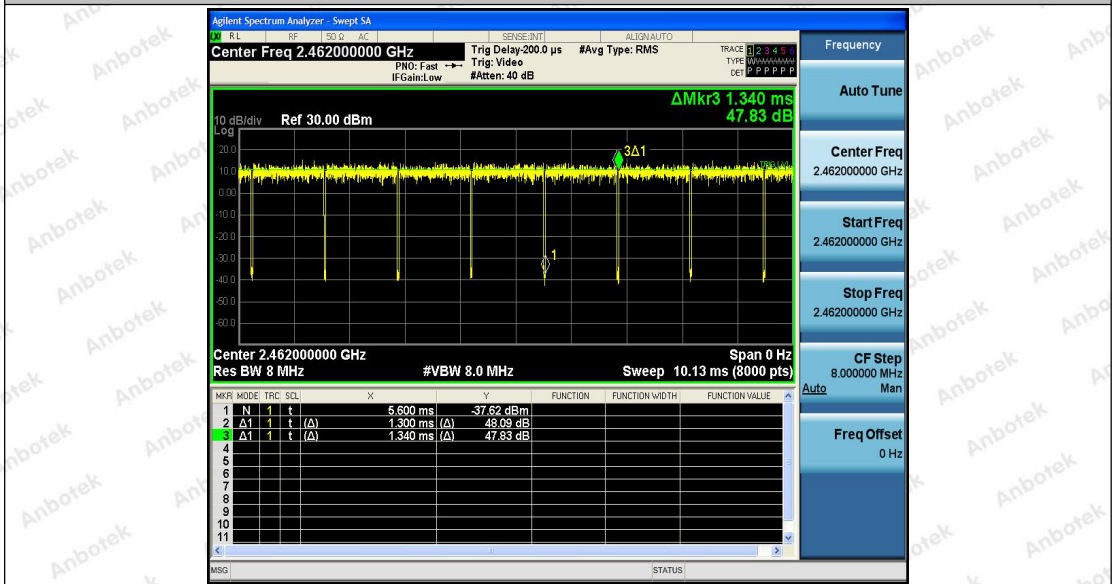 Agilent Spectrum Analyzer - Swept SA
LXI RL RF 50 Ω AC SENSE:INT ALIGNAUTO
Center Freq 2.462000000 GHz
PNO: Fast
IFGain:Low
Trig Delay-200.0 µs
Trig: Video
#Atten: 40 dB
#Avg Type: RMS
TRACE 1 2 3 4 5 6
TYPE
DET P P P P P P
ΔMkr3 1.340 ms
47.83 dB
10 dB/div Ref 30.00 dBm
Log
20.0
10.0
0.00
-10.0
-20.0
-30.0
-40.0
-50.0
-60.0
3Δ1
1
Center 2.462000000 GHz Span 0 Hz
Res BW 8 MHz #VBW 8.0 MHz Sweep 10.13 ms (8000 pts)
MKR MODE TRC SCL X Y FUNCTION FUNCTION WIDTH FUNCTION VALUE
1 N 1 t 5.600 ms -37.62 dBm
2 Δ1 1 t (Δ) 1.300 ms (Δ) 48.09 dB
3 Δ1 1 t (Δ) 1.340 ms (Δ) 47.83 dB
4
5
6
7
8
9
10
11
MSG STATUS
Frequency
Auto Tune
Center Freq
2.462000000 GHz
Start Freq
2.462000000 GHz
Stop Freq
2.462000000 GHz
CF Step
8.000000 MHz
Auto Man
Freq Offset
0 Hz
Anbotek